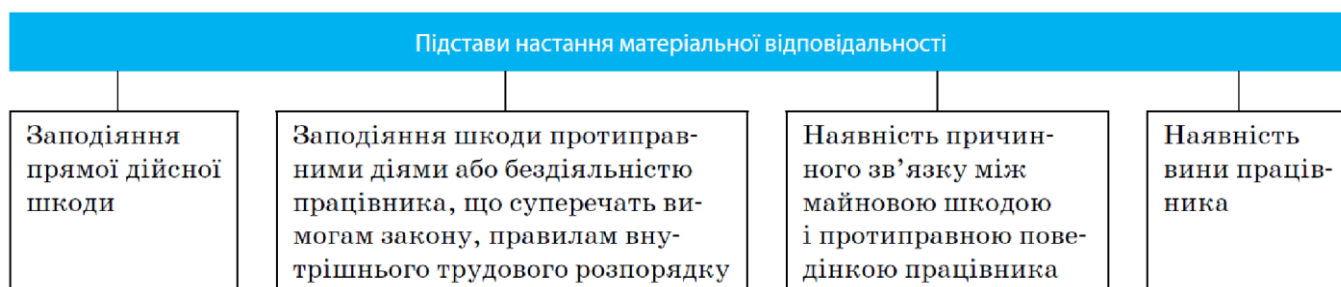 Підстави настання матеріальної відповідальності
Заподіяння
прямої дійсної
шкоди
Заподіяння шкоди протиправ-
ними діями або бездіяльністю
працівника, що суперечать ви-
могам закону, правилам вну-
трішнього трудового розпорядку
Наявність причин-
ного зв’язку між
майновою шкодою
і протиправною пове-
дінкою працівника
Наявність
вини праців-
ника